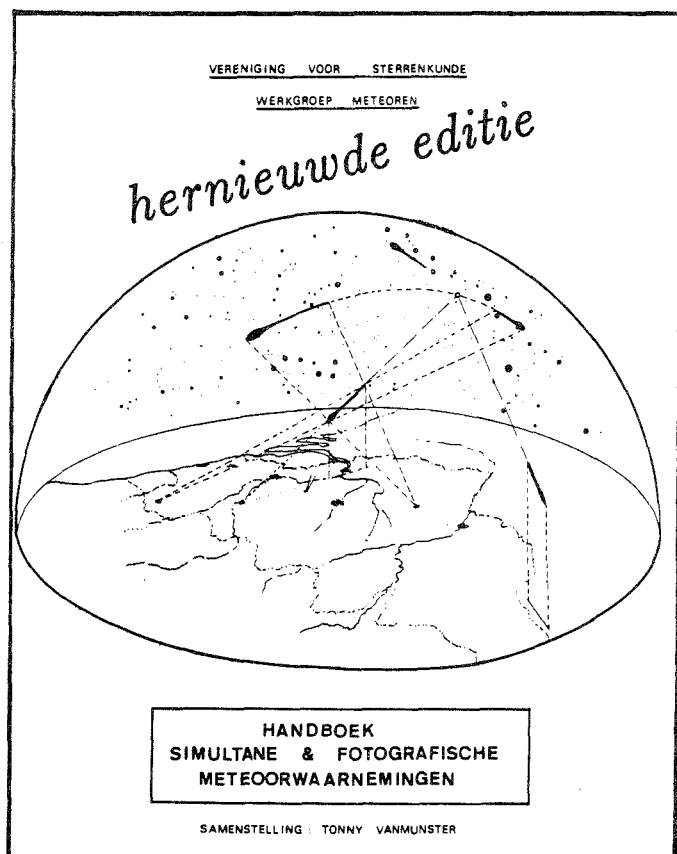 VERENIGING VOOR STERRENKUNDE
WERKGROEP METEOREN
hernieuwde editie
HANDBOEK
SIMULTANE & FOTOGRAFISCHE
METEOORWAARNEMINGEN
SAMENSTELLING : TONNY VANMUNSTER